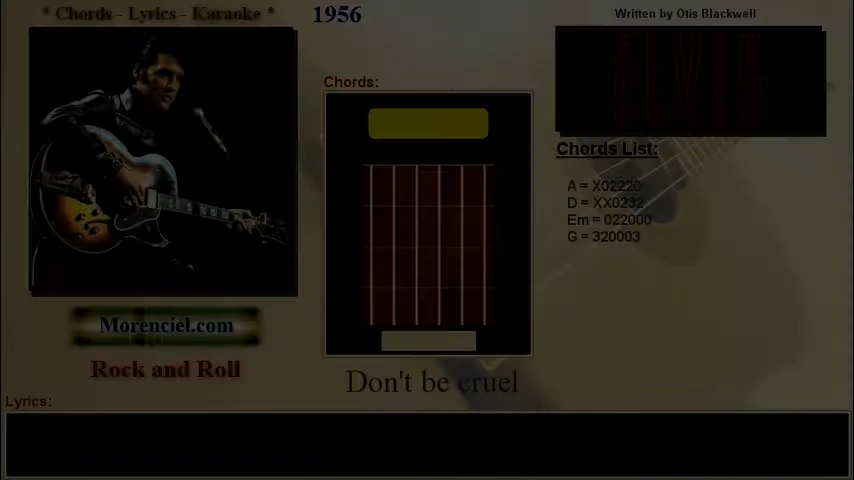 * Chords - Lyrics - Karaoke *
1956
Written by Otis Blackwell
ELVIS
Chords:
Chords List:
A = X02220
D = XX0232
Em = 022000
G = 320003
Morenciel.com
Rock and Roll
Don't be cruel
Lyrics: